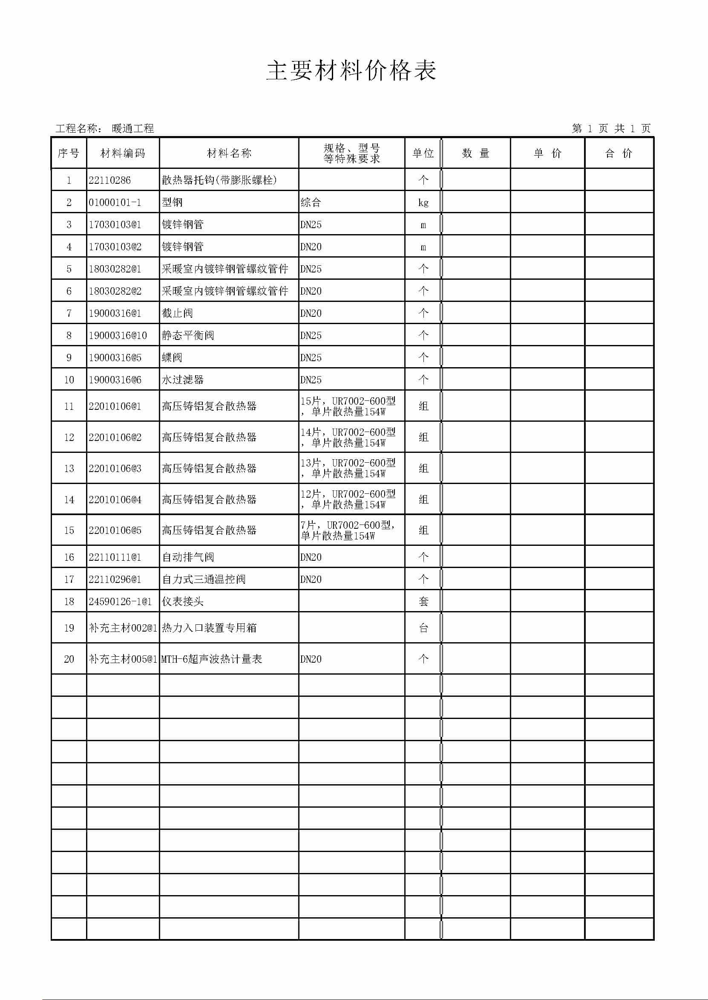 主要材料价格表
工程名称： 暖通工程 第 1 页 共 1 页
序号 材料编码 材料名称 规格、型号 等特殊要求 单位 数 量 单 价 合 价
1 22110286 散热器托钩(带膨胀螺栓) 个
2 01000101-1 型钢 综合 kg
3 17030103@1 镀锌钢管 DN25 m
4 17030103@2 镀锌钢管 DN20 m
5 18030282@1 采暖室内镀锌钢管螺纹管件 DN25 个
6 18030282@2 采暖室内镀锌钢管螺纹管件 DN20 个
7 19000316@1 截止阀 DN20 个
8 19000316@10 静态平衡阀 DN25 个
9 19000316@5 蝶阀 DN25 个
10 19000316@6 水过滤器 DN25 个
11 22010106@1 高压铸铝复合散热器 15片，UR7002-600型，单片散热量154W 组
12 22010106@2 高压铸铝复合散热器 14片，UR7002-600型，单片散热量154W 组
13 22010106@3 高压铸铝复合散热器 13片，UR7002-600型，单片散热量154W 组
14 22010106@4 高压铸铝复合散热器 12片，UR7002-600型，单片散热量154W 组
15 22010106@5 高压铸铝复合散热器 7片，UR7002-600型，单片散热量154W 组
16 22110111@1 自动排气阀 DN20 个
17 22110296@1 自力式三通温控阀 DN20 个
18 24590126-1@1 仪表接头 套
19 补充主材002@1 热力入口装置专用箱 台
20 补充主材005@1 MTH-6超声波热计量表 DN20 个